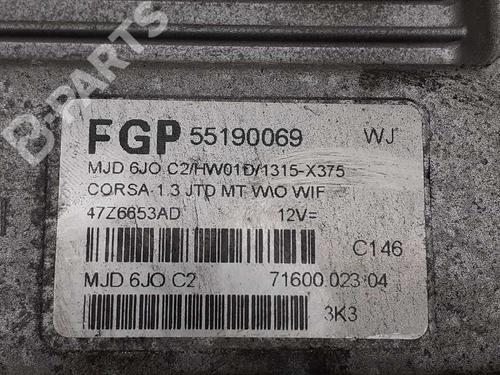 B-PARTS
FGP 55190069 WJ
MJD 6JO C2/HW01D/1315-X375
CORSA 1.3 JTD MT W\O WIF
47Z6653AD 12V=
C146
MJD 6JO C2 71600.023.04
3K3